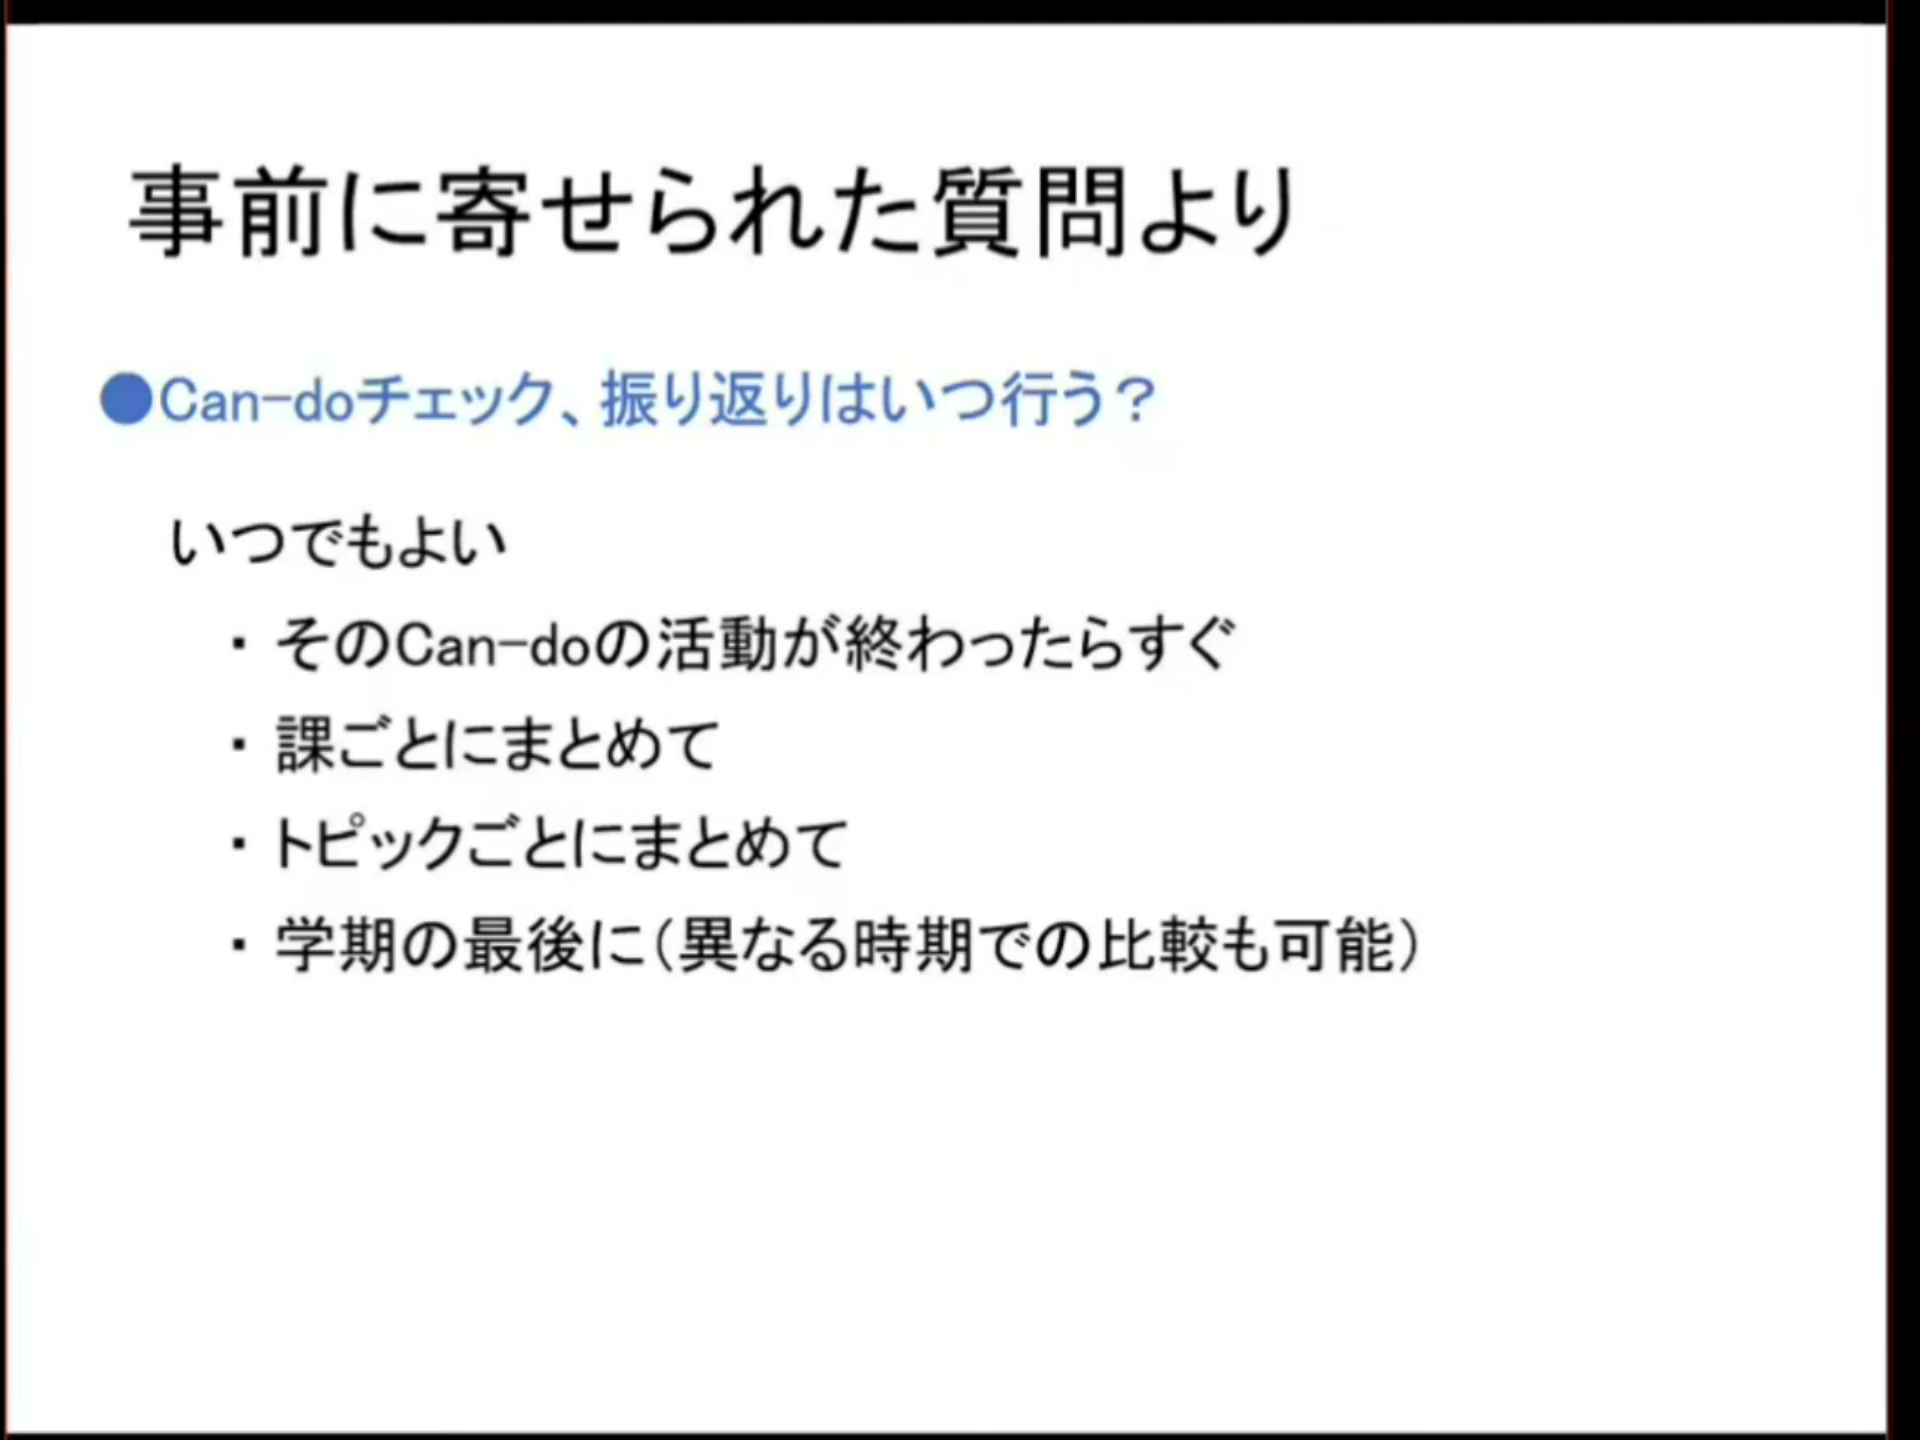 事前に寄せられた質問より
●Can-doチェック、振り返りはいつ行う？
いつでもよい
・そのCan-doの活動が終わったらすぐ
・課ごとにまとめて
・トピックごとにまとめて
・学期の最後に（異なる時期での比較も可能）